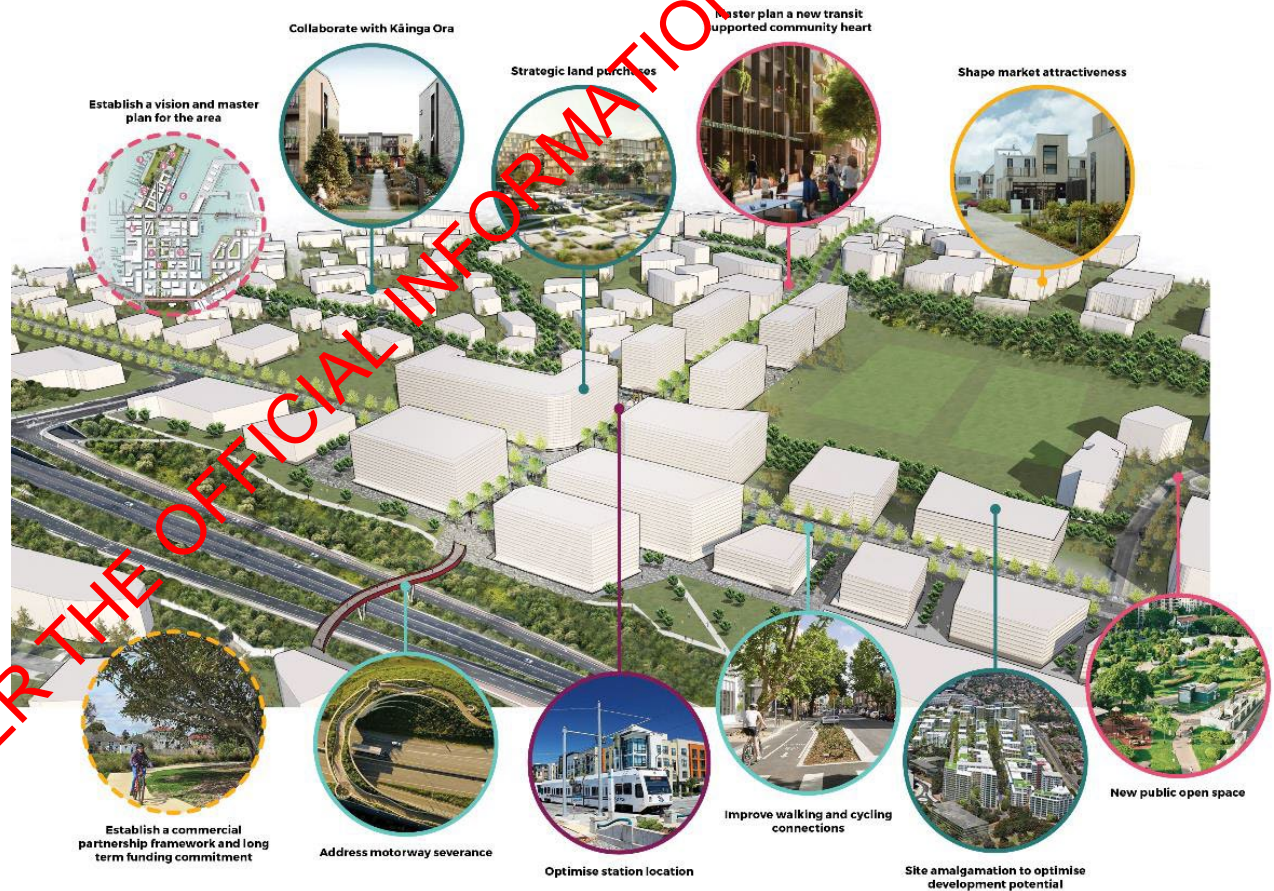 Collaborate with Kāinga Ora
Master plan a new transit
supported community heart
Strategic land purchases
Shape market attractiveness
Establish a vision and master
plan for the area
ER THE OFFICIAL INFORMATION
New public open space
Improve walking and cycling
connections
Establish a commercial
partnership framework and long
term funding commitment
Address motorway severance
Optimise station location
Site amalgamation to optimise
development potential